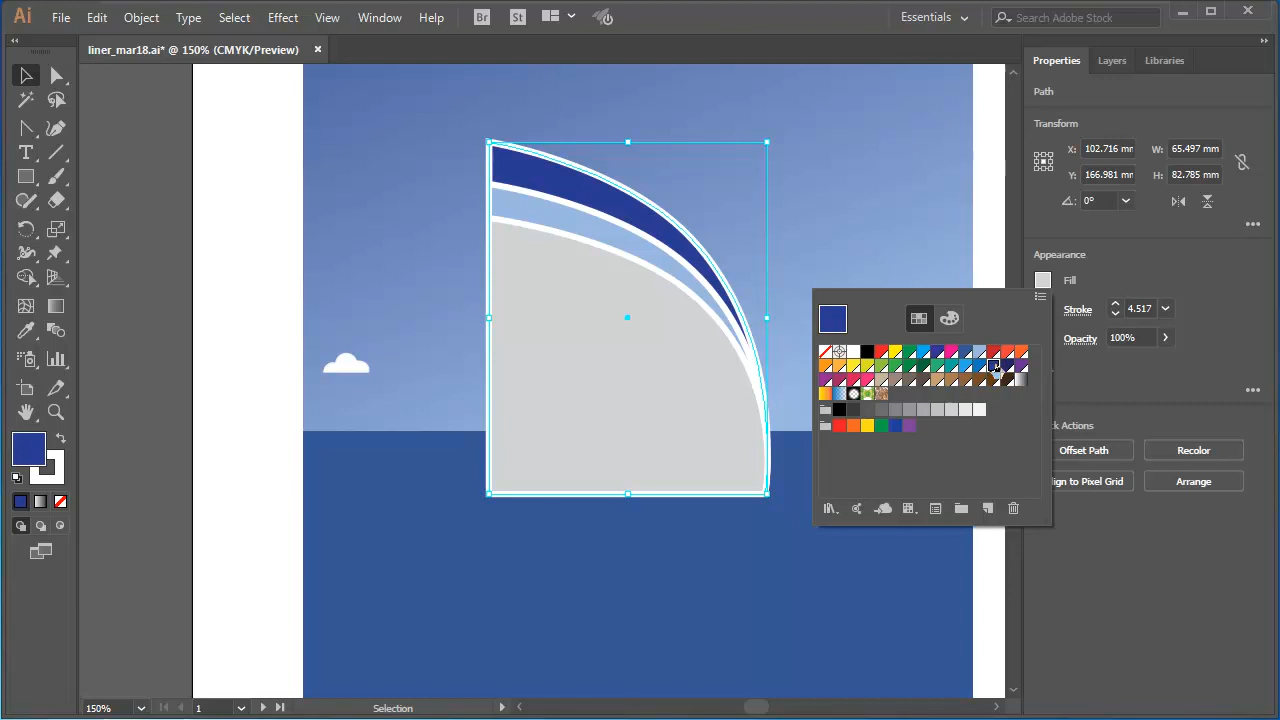 Ai File Edit Object Type Select Effect View Window Help Br St Essentials Search Adobe Stock
liner_mar18.ai* @ 150% (CMYK/Preview)
Properties Layers Libraries
Path
Transform
X: 102.716 mm W: 65.497 mm
Y: 166.981 mm H: 82.785 mm
0°
Appearance
Fill
Stroke 4.517
Opacity 100%
k Actions
Offset Path Recolor
lign to Pixel Grid Arrange
150% 1 Selection